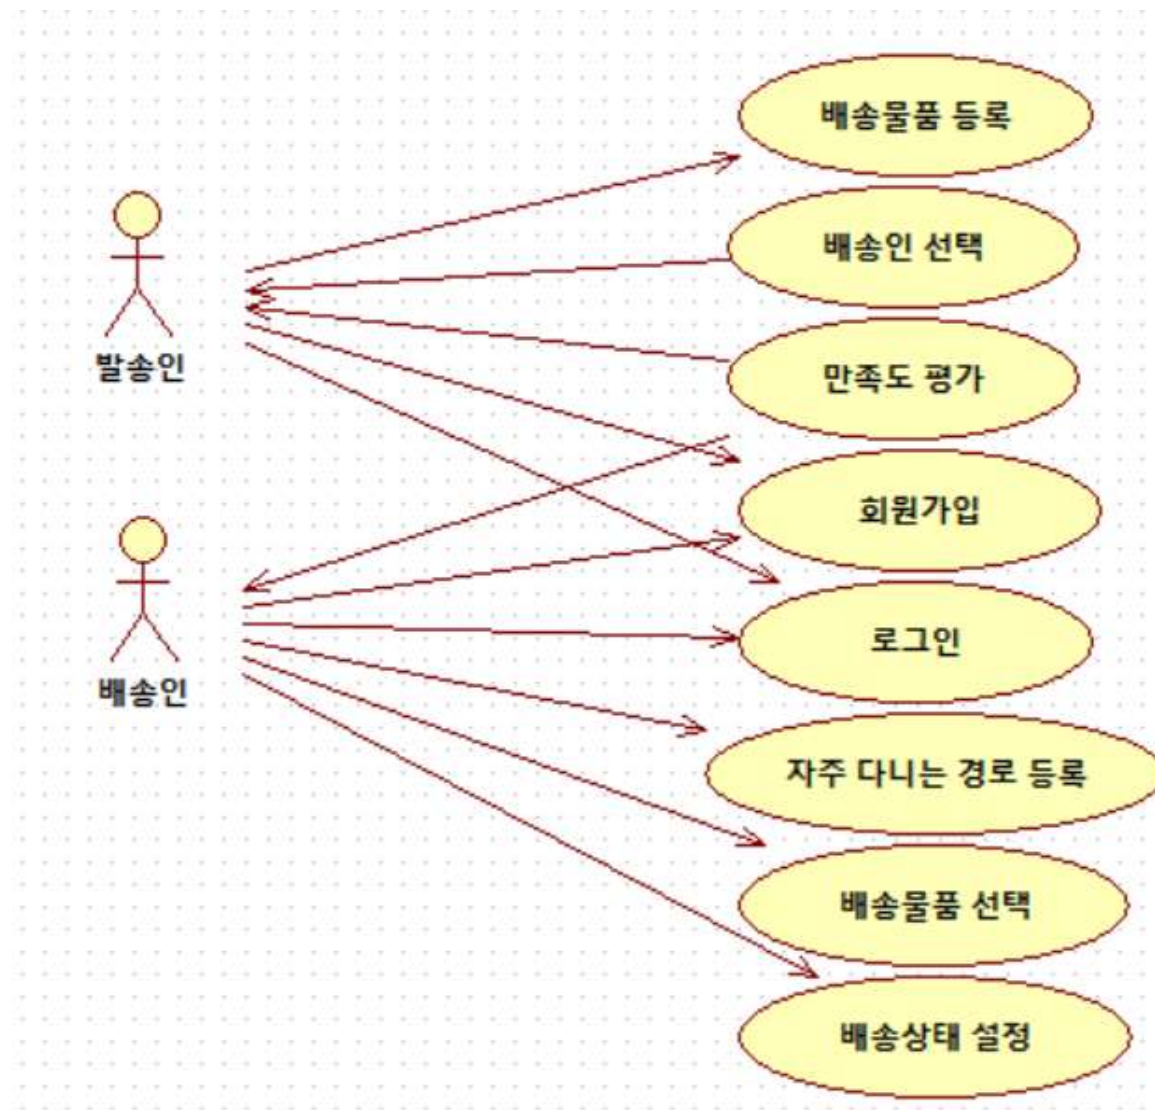 배송물품 등록
배송인 선택
발송인
만족도 평가
회원가입
로그인
배송인
자주 다니는 경로 등록
배송물품 선택
배송상태 설정